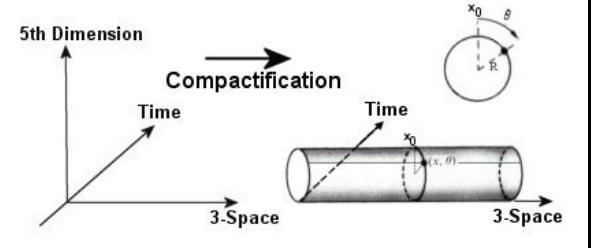 5th Dimension
Time
3-Space
Compactification
x₀
θ
R
Time
x₀
(x, θ)
3-Space